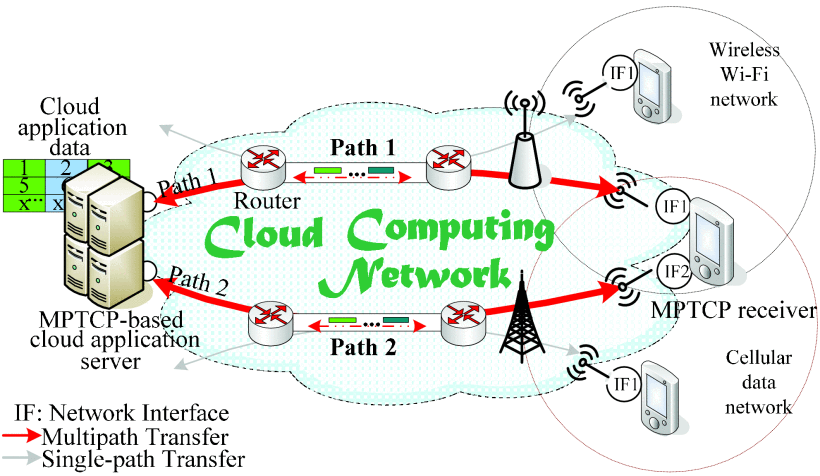 Wireless
Wi-Fi
network
IF1
Cloud
application
data
1 2 3
5
x... x
Path 1
Path 1
Router
IF1
Cloud Computing
Network
Path 2
IF2
MPTCP receiver
MPTCP-based
cloud application
server
Path 2
IF1
Cellular
data
network
IF: Network Interface
Multipath Transfer
Single-path Transfer